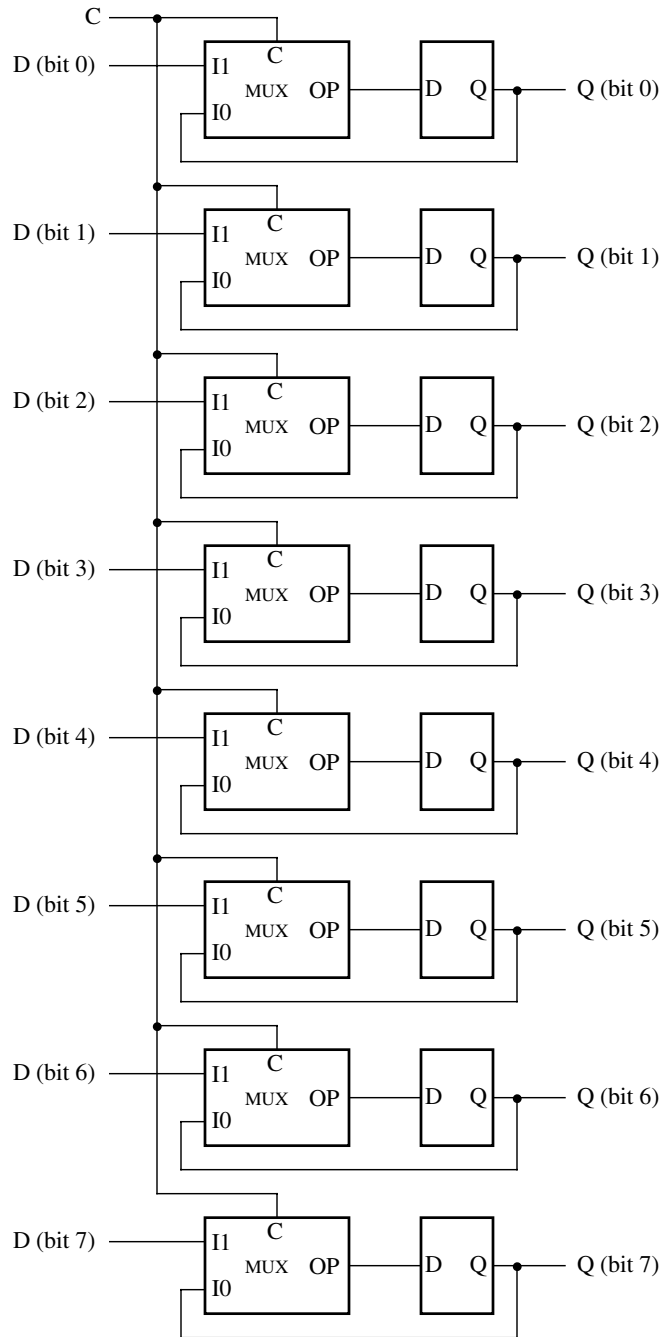 C
D (bit 0) I1 C MUX OP I0 D Q Q (bit 0)
D (bit 1) I1 C MUX OP I0 D Q Q (bit 1)
D (bit 2) I1 C MUX OP I0 D Q Q (bit 2)
D (bit 3) I1 C MUX OP I0 D Q Q (bit 3)
D (bit 4) I1 C MUX OP I0 D Q Q (bit 4)
D (bit 5) I1 C MUX OP I0 D Q Q (bit 5)
D (bit 6) I1 C MUX OP I0 D Q Q (bit 6)
D (bit 7) I1 C MUX OP I0 D Q Q (bit 7)